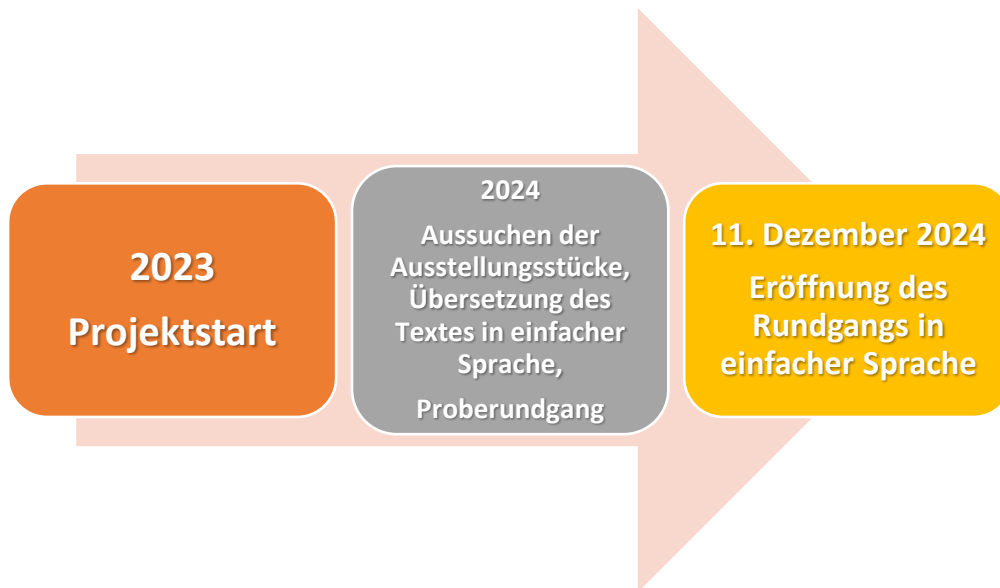 2023
Projektstart
2024
Aussuchen der
Ausstellungsstücke,
Übersetzung des
Textes in einfacher
Sprache,
Proberundgang
11. Dezember 2024
Eröffnung des
Rundgangs in
einfacher Sprache